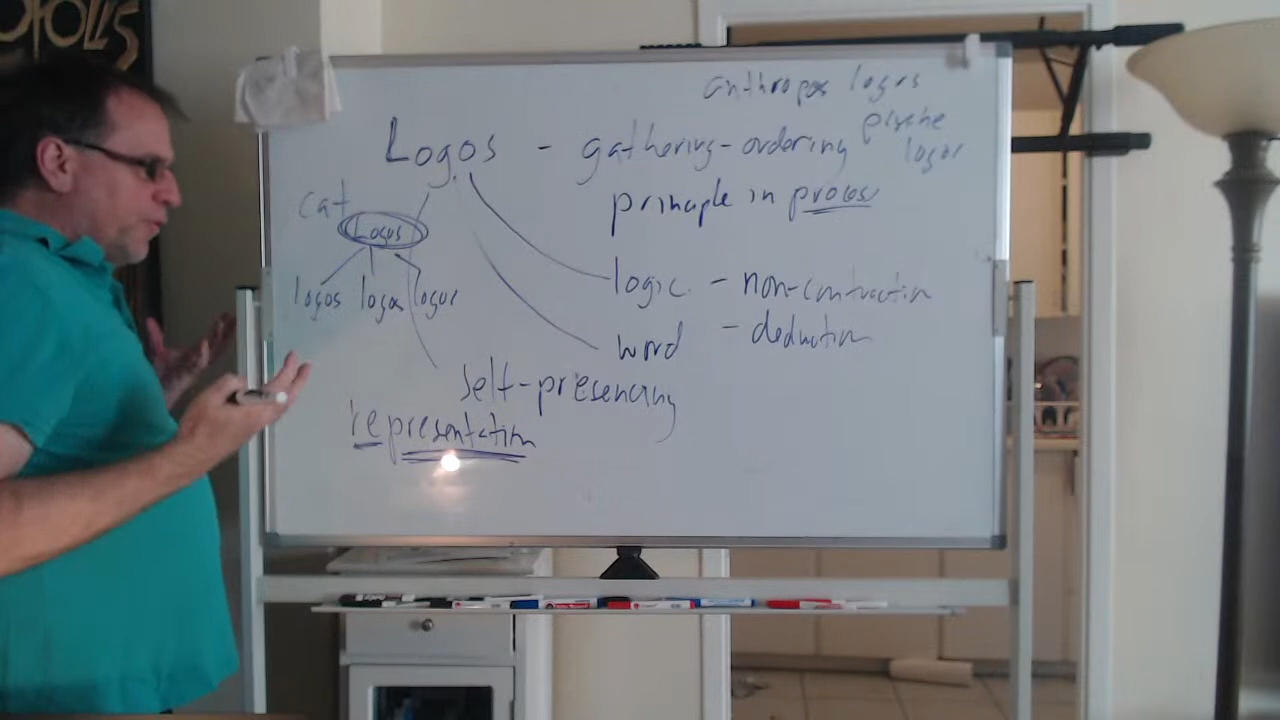 anthropos logos
psyche
Logos - gathering-ordering
logos
principle in process
cat
Logos
logos logos logos
logic - non-contraction
word - deduction
self-presencing
representation